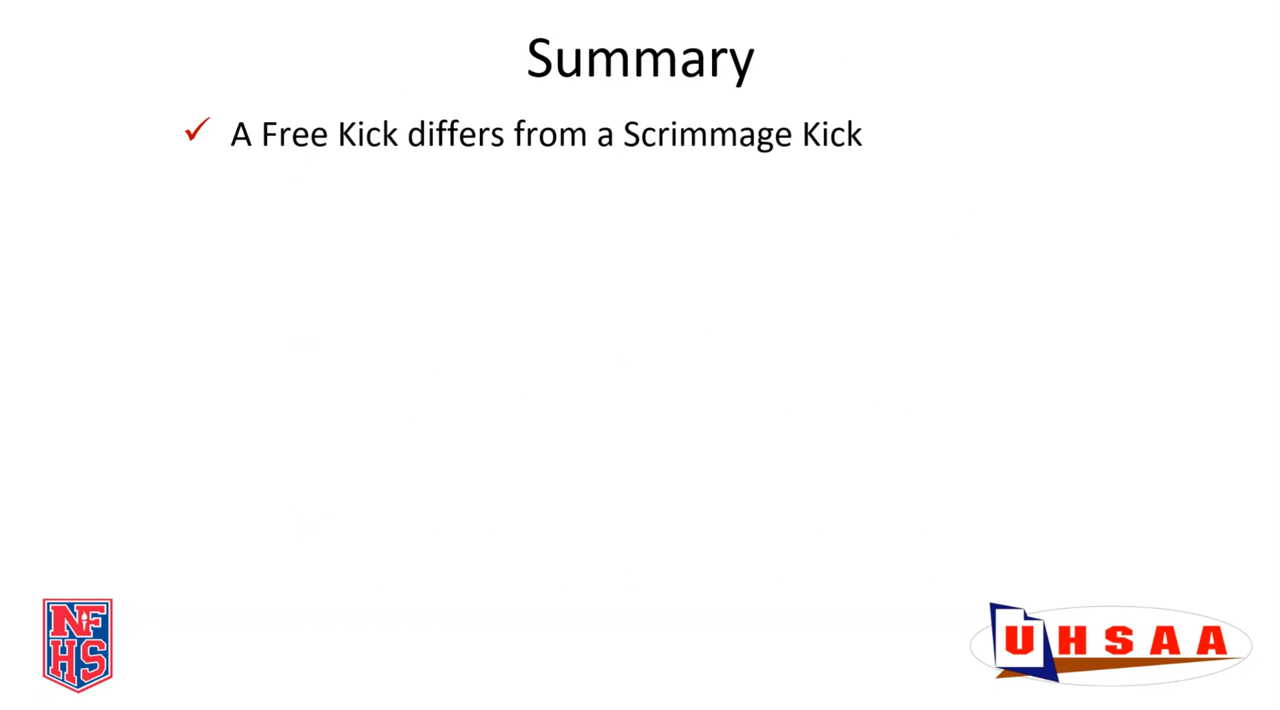 Summary
✓ A Free Kick differs from a Scrimmage Kick
NF
HS
UHSAA